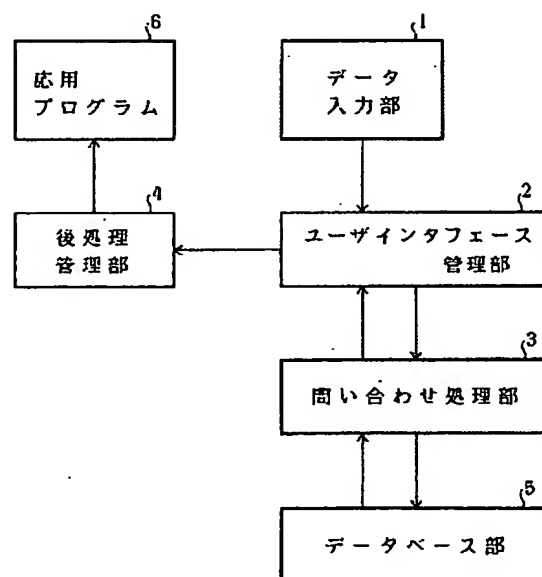 6
応用
プログラム
1
データ
入力部
4
後処理
管理部
2
ユーザインタフェース
管理部
3
問い合わせ処理部
5
データベース部